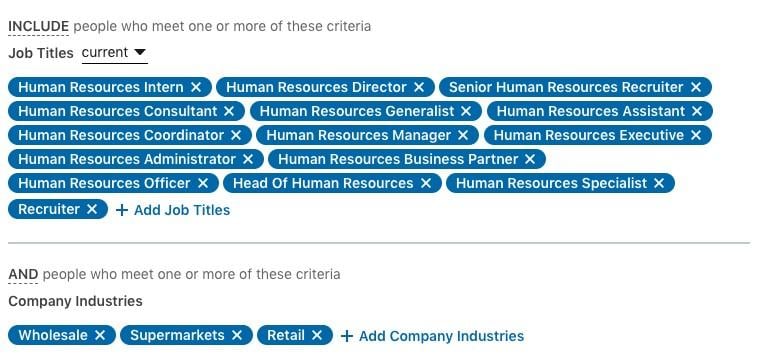 INCLUDE people who meet one or more of these criteria
Job Titles current
Human Resources Intern × Human Resources Director × Senior Human Resources Recruiter ×
Human Resources Consultant × Human Resources Generalist × Human Resources Assistant ×
Human Resources Coordinator × Human Resources Manager × Human Resources Executive ×
Human Resources Administrator × Human Resources Business Partner ×
Human Resources Officer × Head Of Human Resources × Human Resources Specialist ×
Recruiter × + Add Job Titles
AND people who meet one or more of these criteria
Company Industries
Wholesale × Supermarkets × Retail × + Add Company Industries